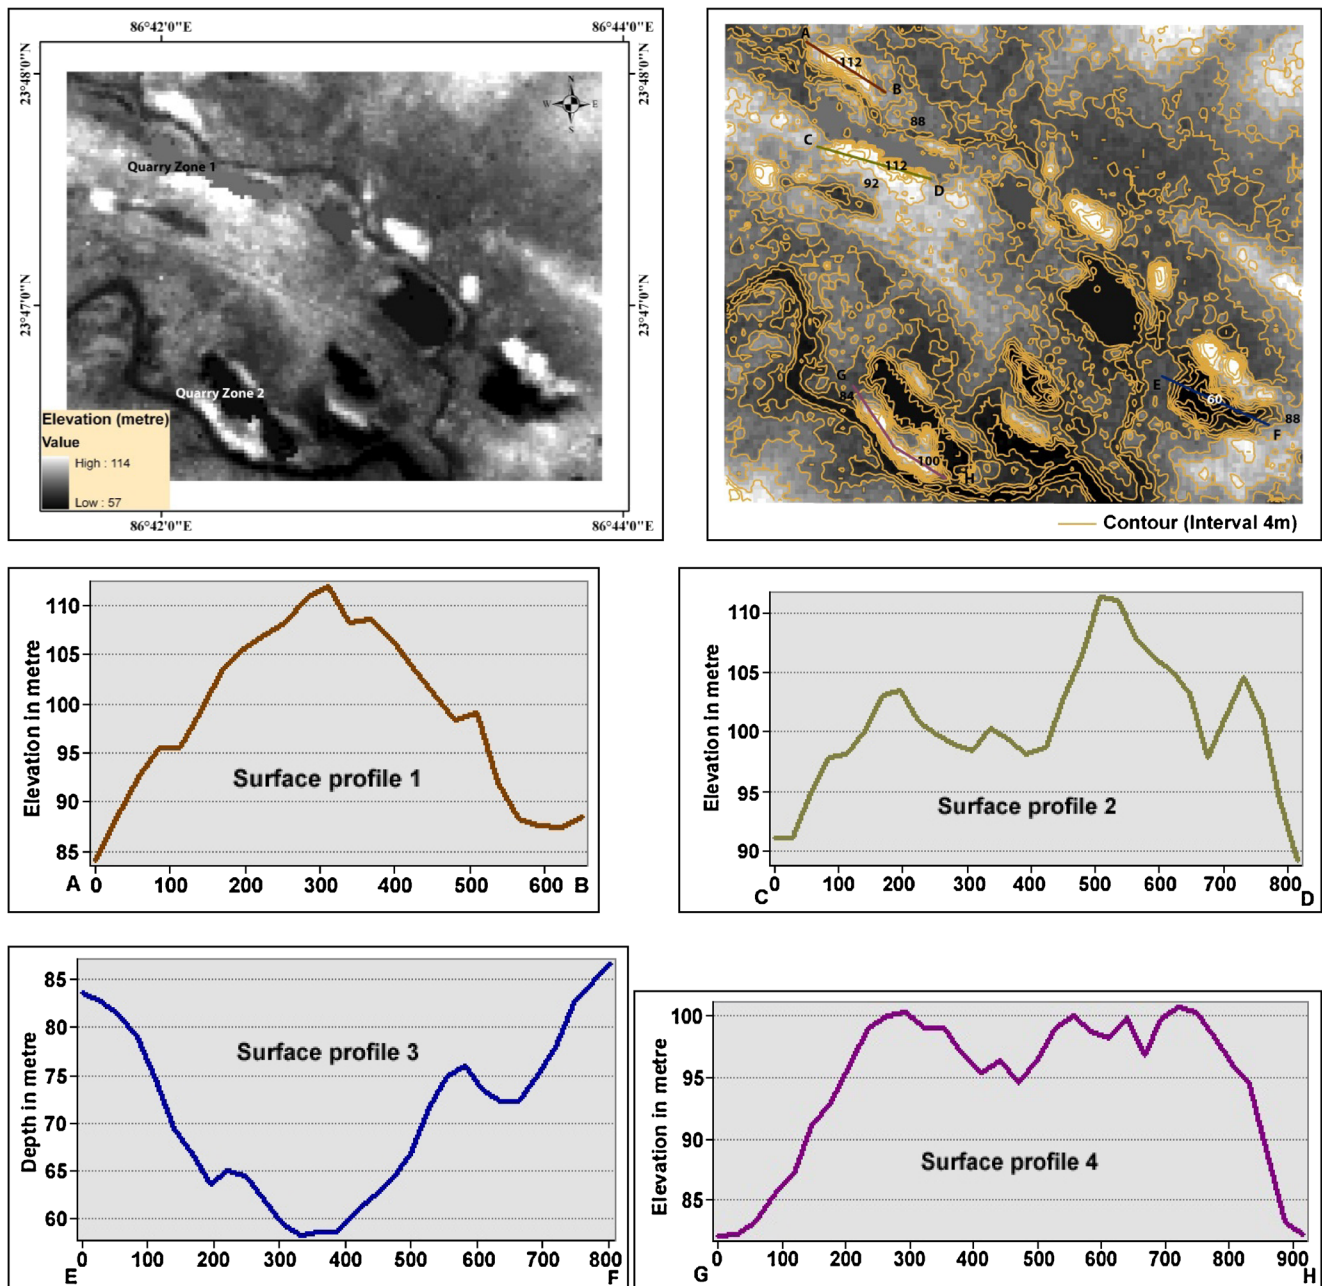 86°42'0"E 86°44'0"E
23°48'0"N 23°48'0"N
N
W E
S
Quarry Zone 1
23°47'0"N 23°47'0"N
Quarry Zone 2
Elevation (metre)
Value
High : 114
Low : 57
86°42'0"E 86°44'0"E
A
112
B
88
C
112
92
D
G
84
E
60
88
F
100
H
Contour (Interval 4m)
Elevation in metre
110
105
100
95
90
85
Surface profile 1
A 0 100 200 300 400 500 600 B
Elevation in metre
110
105
100
95
90
Surface profile 2
0 100 200 300 400 500 600 700 800
C D
Depth in metre
85
80
75
70
65
60
Surface profile 3
0 100 200 300 400 500 600 700 800
E F
Elevation in metre
100
95
90
85
Surface profile 4
0 100 200 300 400 500 600 700 800 900
G H